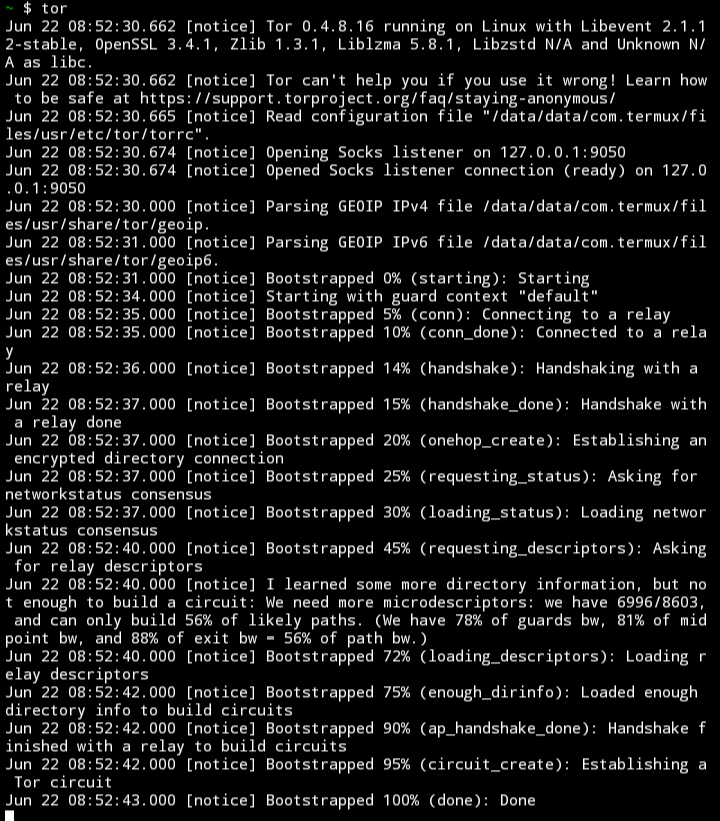 ~ $ tor
Jun 22 08:52:30.662 [notice] Tor 0.4.8.16 running on Linux with Libevent 2.1.1
2-stable, OpenSSL 3.4.1, Zlib 1.3.1, Liblzma 5.8.1, Libzstd N/A and Unknown N/
A as libc.
Jun 22 08:52:30.662 [notice] Tor can't help you if you use it wrong! Learn how
 to be safe at https://support.torproject.org/faq/staying-anonymous/
Jun 22 08:52:30.665 [notice] Read configuration file "/data/data/com.termux/fi
les/usr/etc/tor/torrc".
Jun 22 08:52:30.674 [notice] Opening Socks listener on 127.0.0.1:9050
Jun 22 08:52:30.674 [notice] Opened Socks listener connection (ready) on 127.0
.0.1:9050
Jun 22 08:52:30.000 [notice] Parsing GEOIP IPv4 file /data/data/com.termux/fil
es/usr/share/tor/geoip.
Jun 22 08:52:31.000 [notice] Parsing GEOIP IPv6 file /data/data/com.termux/fil
es/usr/share/tor/geoip6.
Jun 22 08:52:31.000 [notice] Bootstrapped 0% (starting): Starting
Jun 22 08:52:34.000 [notice] Starting with guard context "default"
Jun 22 08:52:35.000 [notice] Bootstrapped 5% (conn): Connecting to a relay
Jun 22 08:52:35.000 [notice] Bootstrapped 10% (conn_done): Connected to a rela
y
Jun 22 08:52:36.000 [notice] Bootstrapped 14% (handshake): Handshaking with a
relay
Jun 22 08:52:37.000 [notice] Bootstrapped 15% (handshake_done): Handshake with
 a relay done
Jun 22 08:52:37.000 [notice] Bootstrapped 20% (onehop_create): Establishing an
 encrypted directory connection
Jun 22 08:52:37.000 [notice] Bootstrapped 25% (requesting_status): Asking for
networkstatus consensus
Jun 22 08:52:37.000 [notice] Bootstrapped 30% (loading_status): Loading networ
kstatus consensus
Jun 22 08:52:40.000 [notice] Bootstrapped 45% (requesting_descriptors): Asking
 for relay descriptors
Jun 22 08:52:40.000 [notice] I learned some more directory information, but no
t enough to build a circuit: We need more microdescriptors: we have 6996/8603,
 and can only build 56% of likely paths. (We have 78% of guards bw, 81% of mid
point bw, and 88% of exit bw = 56% of path bw.)
Jun 22 08:52:40.000 [notice] Bootstrapped 72% (loading_descriptors): Loading r
elay descriptors
Jun 22 08:52:42.000 [notice] Bootstrapped 75% (enough_dirinfo): Loaded enough
directory info to build circuits
Jun 22 08:52:42.000 [notice] Bootstrapped 90% (ap_handshake_done): Handshake f
inished with a relay to build circuits
Jun 22 08:52:42.000 [notice] Bootstrapped 95% (circuit_create): Establishing a
 Tor circuit
Jun 22 08:52:43.000 [notice] Bootstrapped 100% (done): Done